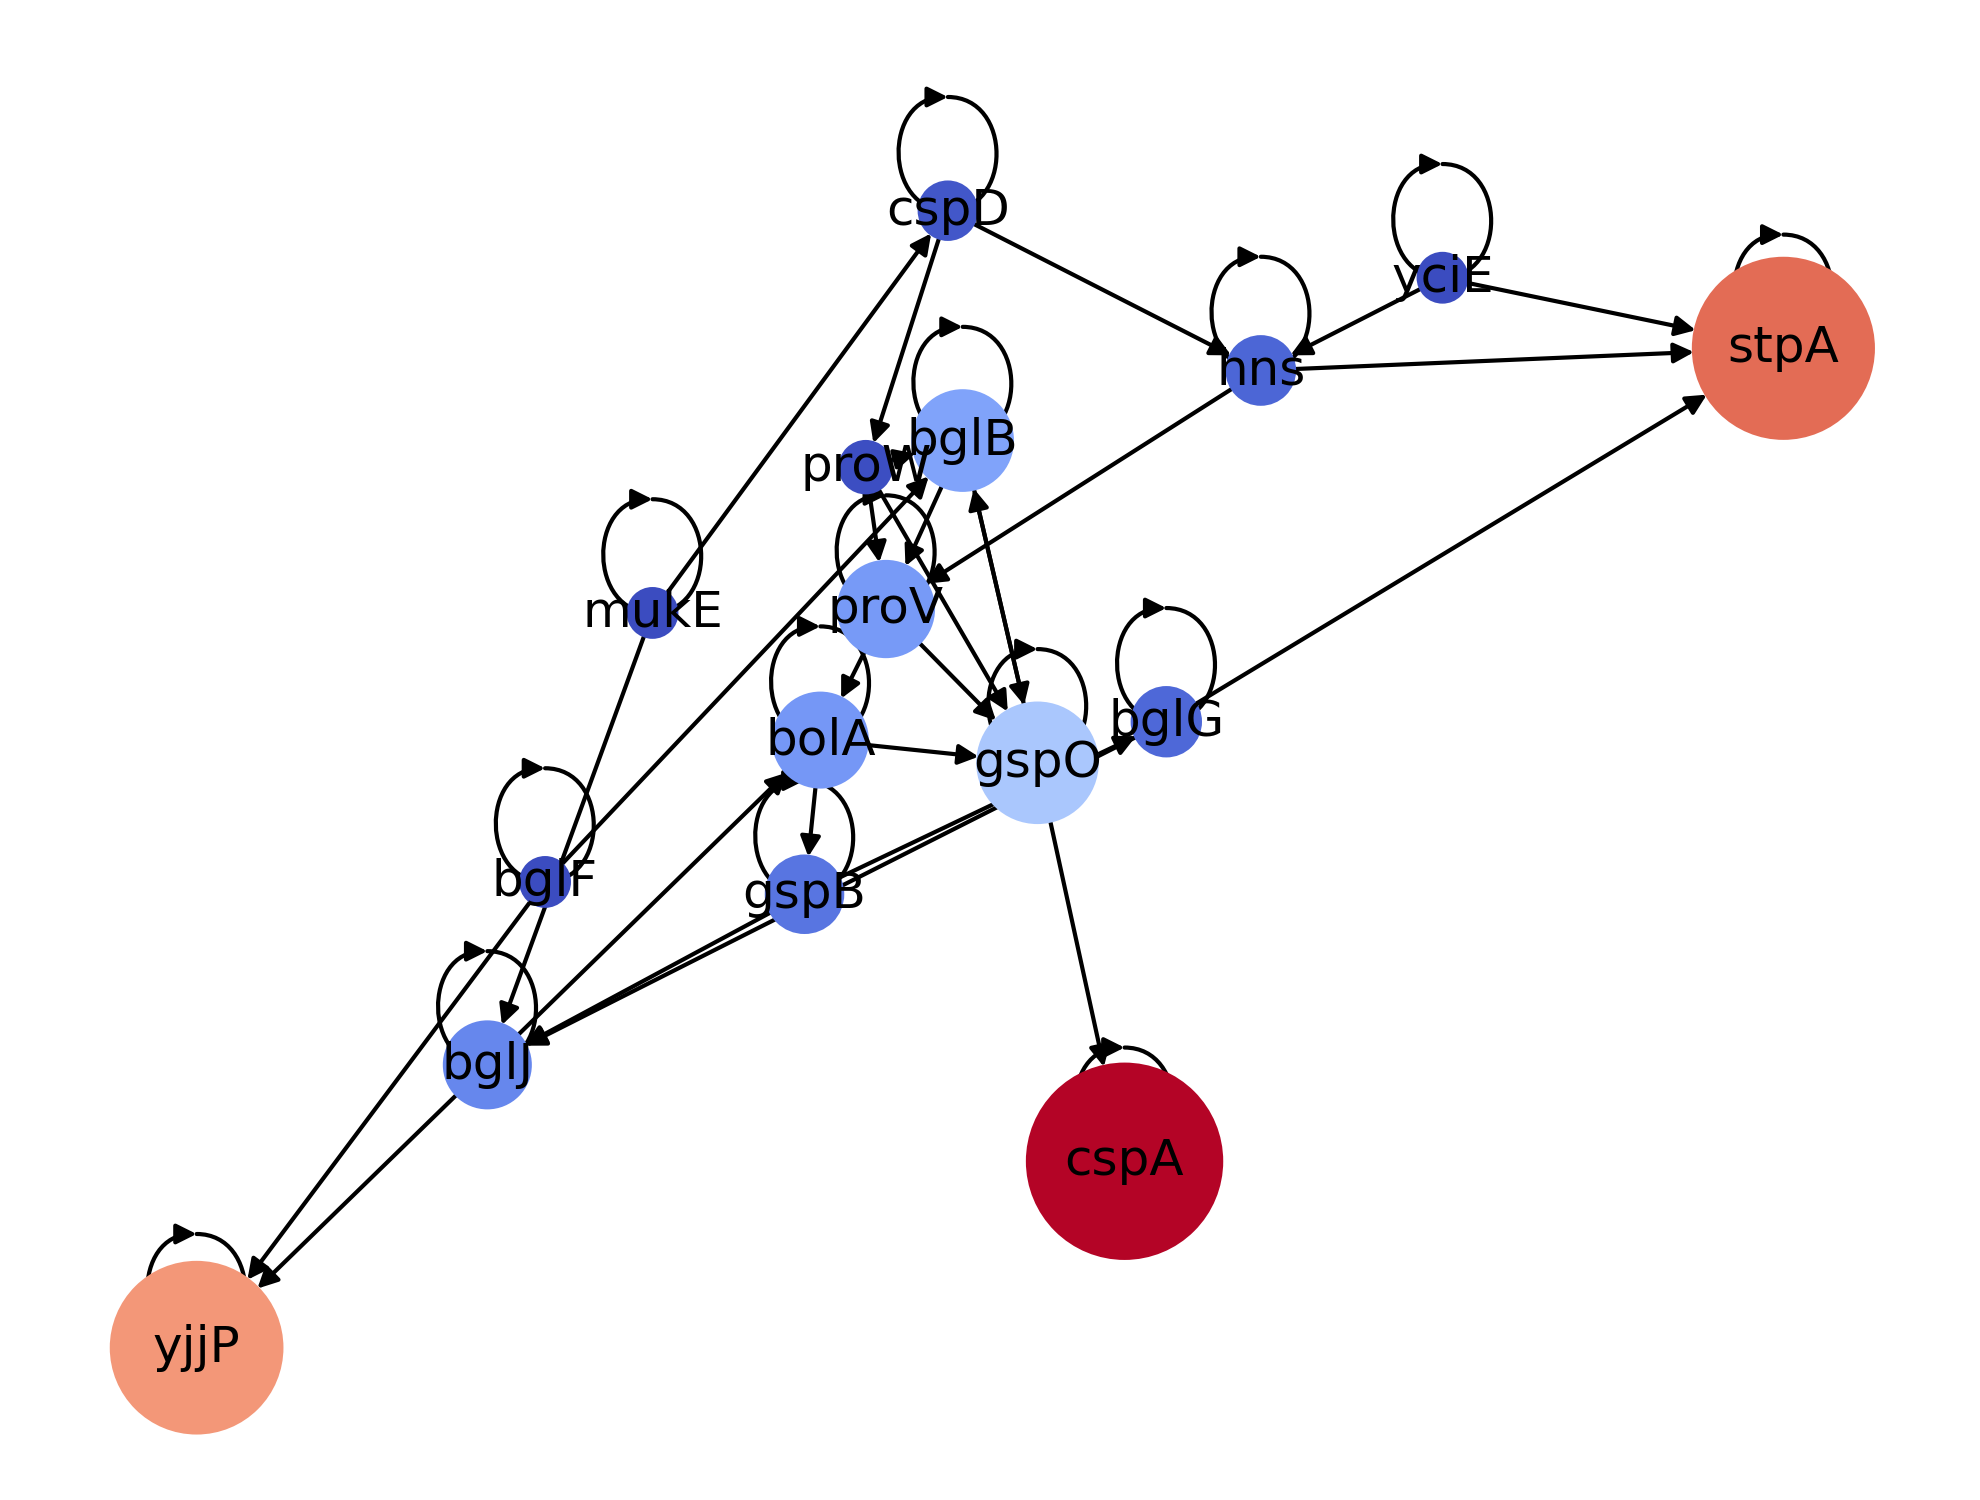 cspD
yciE
stpA
hns
bglB
proW
mukE
proV
bglG
bolA
gspO
bglF
gspB
bglJ
cspA
yjjP